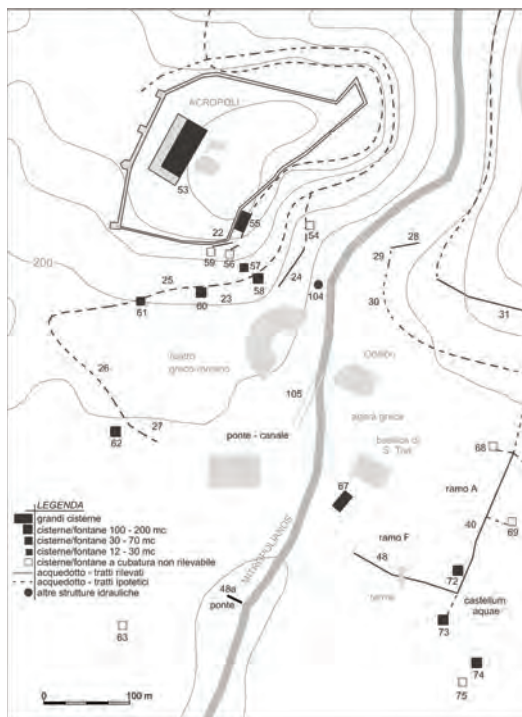 ACROPOLI
53
22
55
59
56
54
57
58
200
25
60
23
24
61
104
28
29
30
31
teatro
greco-romano
Odeion
26
27
62
105
ponte - canale
agorà greca
basilica di
S. Tito
67
68
ramo A
40
69
ramo F
48
72
terme
73
castellum
aquae
74
75
MITROPOLIANOS
48a
ponte
63
LEGENDA
grandi cisterne
cisterne/fontane 100 - 200 mc
cisterne/fontane 30 - 70 mc
cisterne/fontane 12 - 30 mc
cisterne/fontane a cubatura non rilevabile
acquedotto - tratti rilevati
acquedotto - tratti ipotetici
altre strutture idrauliche
0 100 m